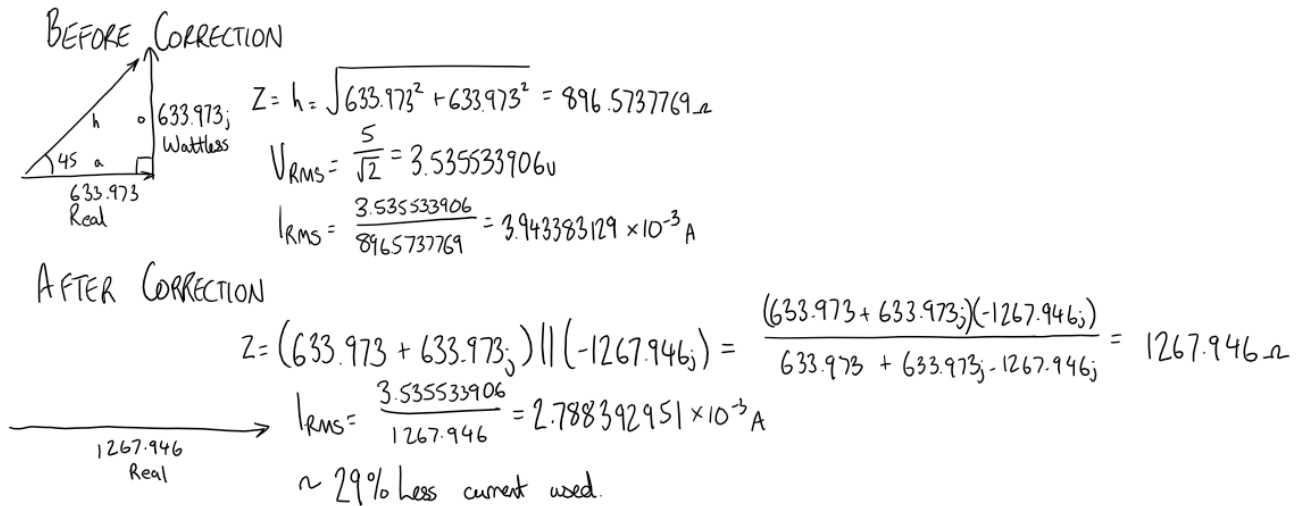 BEFORE CORRECTION
h
o
633.973j
Wattless
45
a
633.973
Real
Z = h = √(633.973² + 633.973²) = 896.5737769Ω
V_RMS = 5/√2 = 3.535533906v
I_RMS = 3.535533906/8965737769 = 3.943383129 × 10⁻³ A
AFTER CORRECTION
Z = (633.973 + 633.973j) || (-1267.946j) = (633.973 + 633.973j)(-1267.946j)/633.973 + 633.973j - 1267.946j = 1267.946Ω
1267.946
Real
I_RMS = 3.535533906/1267.946 = 2.788392951 × 10⁻³ A
~ 29% Less current used.